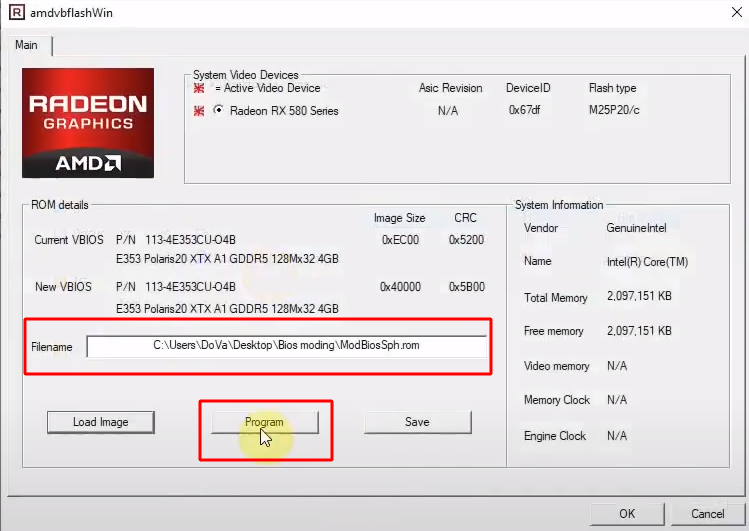 amdvbflashWin
Main
RADEON
GRAPHICS
AMD
System Video Devices
= Active Video Device Asic Revision DeviceID Flash type
Radeon RX 580 Series N/A 0x67df M25P20/c
ROM details
Image Size CRC
Current VBIOS P/N 113-4E353CU-O4B 0xEC00 0x5200
E353 Polaris20 XTX A1 GDDR5 128Mx32 4GB
New VBIOS P/N 113-4E353CU-O4B 0x40000 0x5B00
E353 Polaris20 XTX A1 GDDR5 128Mx32 4GB
Filename C:\Users\DoVa\Desktop\Bios moding\ModBiosSph.rom
Load Image Program Save
System Information
Vendor GenuineIntel
Name Intel(R) Core(TM)
Total Memory 2,097,151 KB
Free memory 2,097,151 KB
Video memory N/A
Memory Clock N/A
Engine Clock N/A
OK Cancel